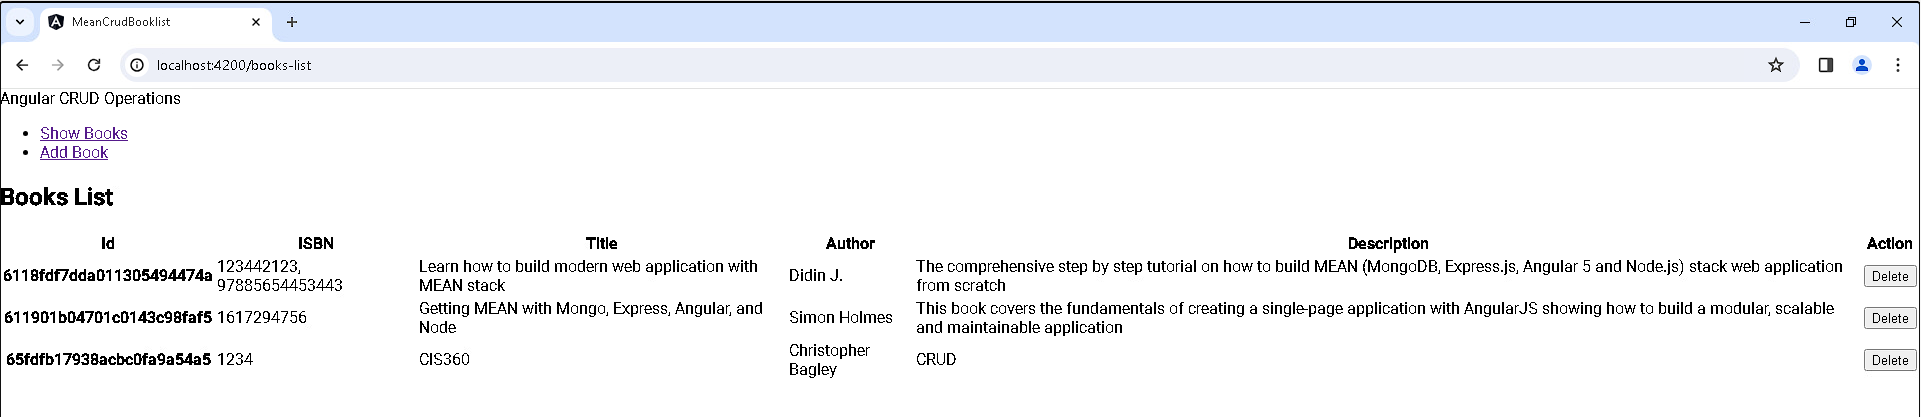 MeanCrudBooklist
localhost:4200/books-list
Angular CRUD Operations
Show Books
Add Book
Books List
Id ISBN Title Author Description Action
6118fdf7dda011305494474a 123442123, 97885654453443 Learn how to build modern web application with MEAN stack Didin J. The comprehensive step by step tutorial on how to build MEAN (MongoDB, Express.js, Angular 5 and Node.js) stack web application from scratch Delete
611901b04701c0143c98faf5 1617294756 Getting MEAN with Mongo, Express, Angular, and Node Simon Holmes This book covers the fundamentals of creating a single-page application with AngularJS showing how to build a modular, scalable and maintainable application Delete
65fdfb17938acbc0fa9a54a5 1234 CIS360 Christopher Bagley CRUD Delete